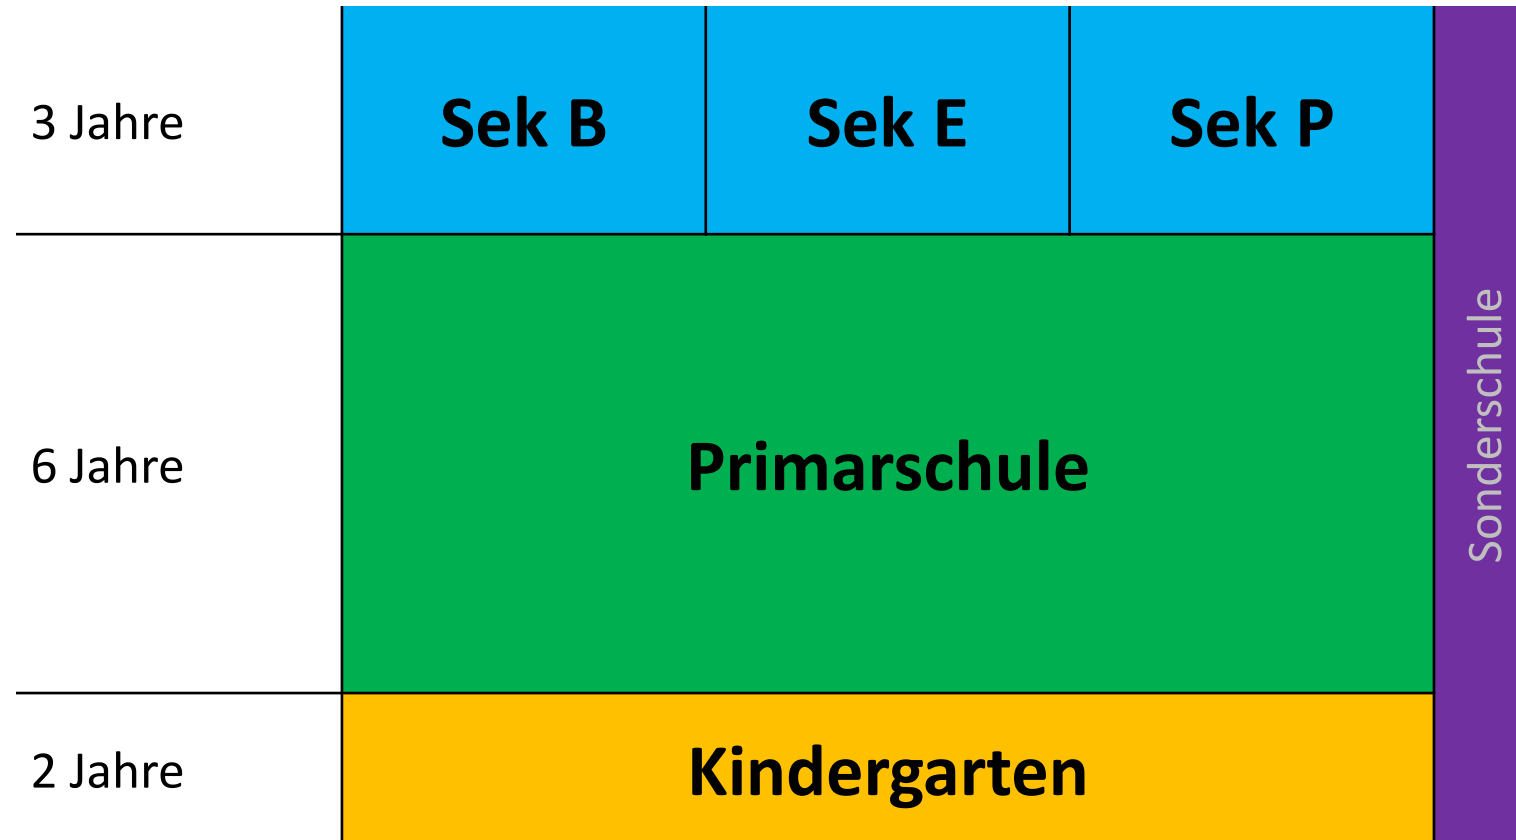 3 Jahre
Sek B
Sek E
Sek P
6 Jahre
Primarschule
Sonderschule
2 Jahre
Kindergarten